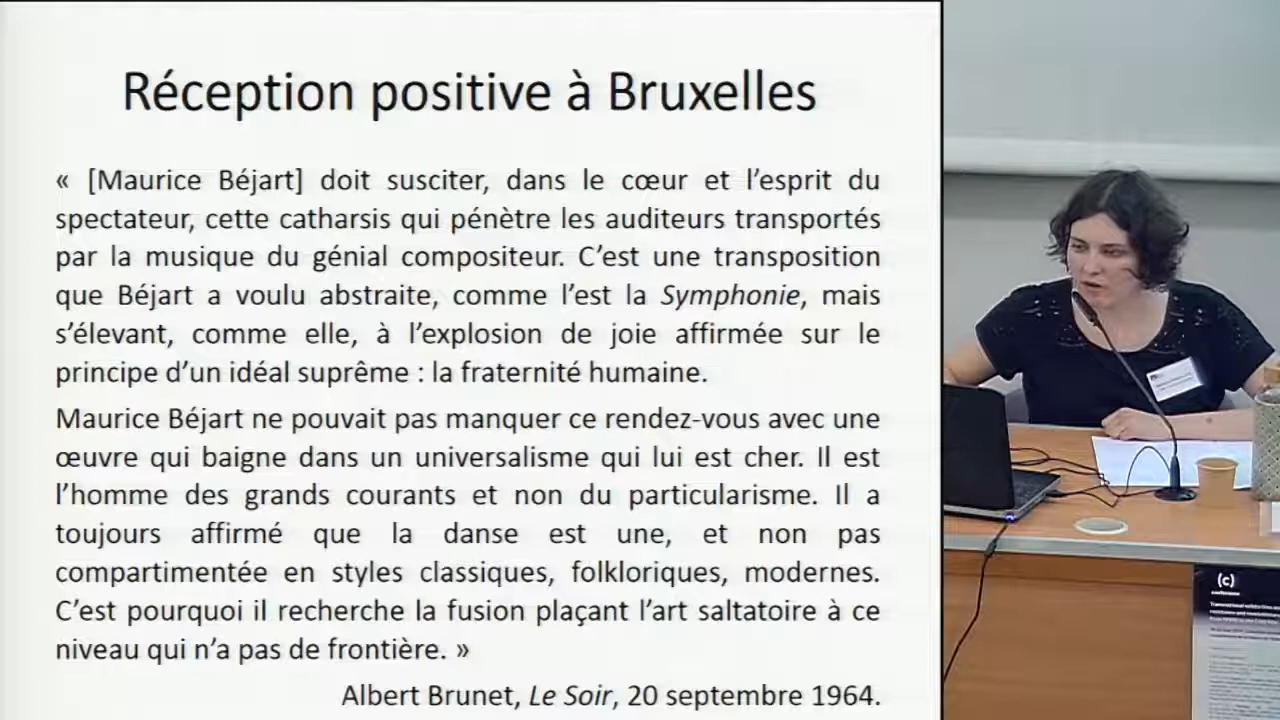 Réception positive à Bruxelles
« [Maurice Béjart] doit susciter, dans le cœur et l’esprit du
spectateur, cette catharsis qui pénètre les auditeurs transportés
par la musique du génial compositeur. C’est une transposition
que Béjart a voulu abstraite, comme l’est la Symphonie, mais
s’élevant, comme elle, à l’explosion de joie affirmée sur le
principe d’un idéal suprême : la fraternité humaine.
Maurice Béjart ne pouvait pas manquer ce rendez-vous avec une
œuvre qui baigne dans un universalisme qui lui est cher. Il est
l’homme des grands courants et non du particularisme. Il a
toujours affirmé que la danse est une, et non pas
compartimentée en styles classiques, folkloriques, modernes.
C’est pourquoi il recherche la fusion plaçant l’art saltatoire à ce
niveau qui n’a pas de frontière. »
Albert Brunet, Le Soir, 20 septembre 1964.
(c)
conference